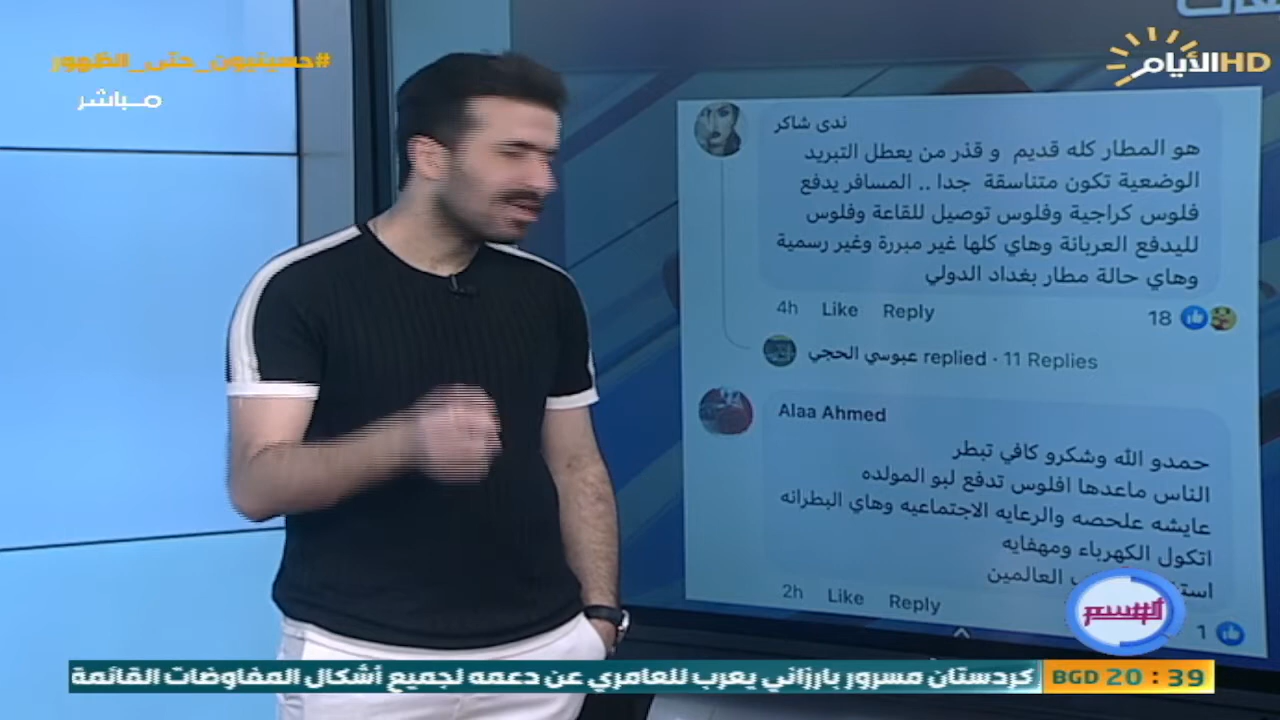 #حسينيون_حتى_الظهور
مباشر
الأيام HD
ندى شاكر
هو المطار كله قديم و قذر من يعطل التبريد
الوضعية تكون متناسقة جدا .. المسافر يدفع
فلوس كراجية وفلوس توصيل للقاعة وفلوس
لليدفع العربانة وهاي كلها غير مبررة وغير رسمية
وهاي حالة مطار بغداد الدولي
4h Like Reply 18
عبوسي الحجي replied · 11 Replies
Alaa Ahmed
حمدو الله وشكرو كافي تبطر
الناس ماعدها افلوس تدفع لبو المولده
عايشه علحصه والرعايه الاجتماعيه وهاي البطرانه
اتكول الكهرباء ومهفايه
العالمين
2h Like Reply 1
كردستان مسرور بارزاني يعرب للعامري عن دعمه لجميع أشكال المفاوضات القائمة
BGD 20:39